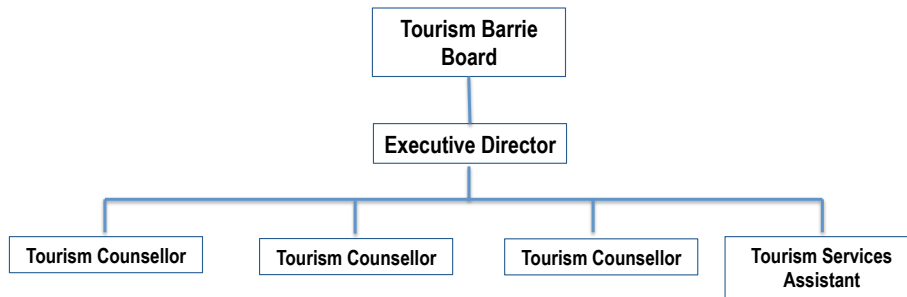 Tourism Barrie
Board
Executive Director
Tourism Counsellor
Tourism Counsellor
Tourism Counsellor
Tourism Services
Assistant